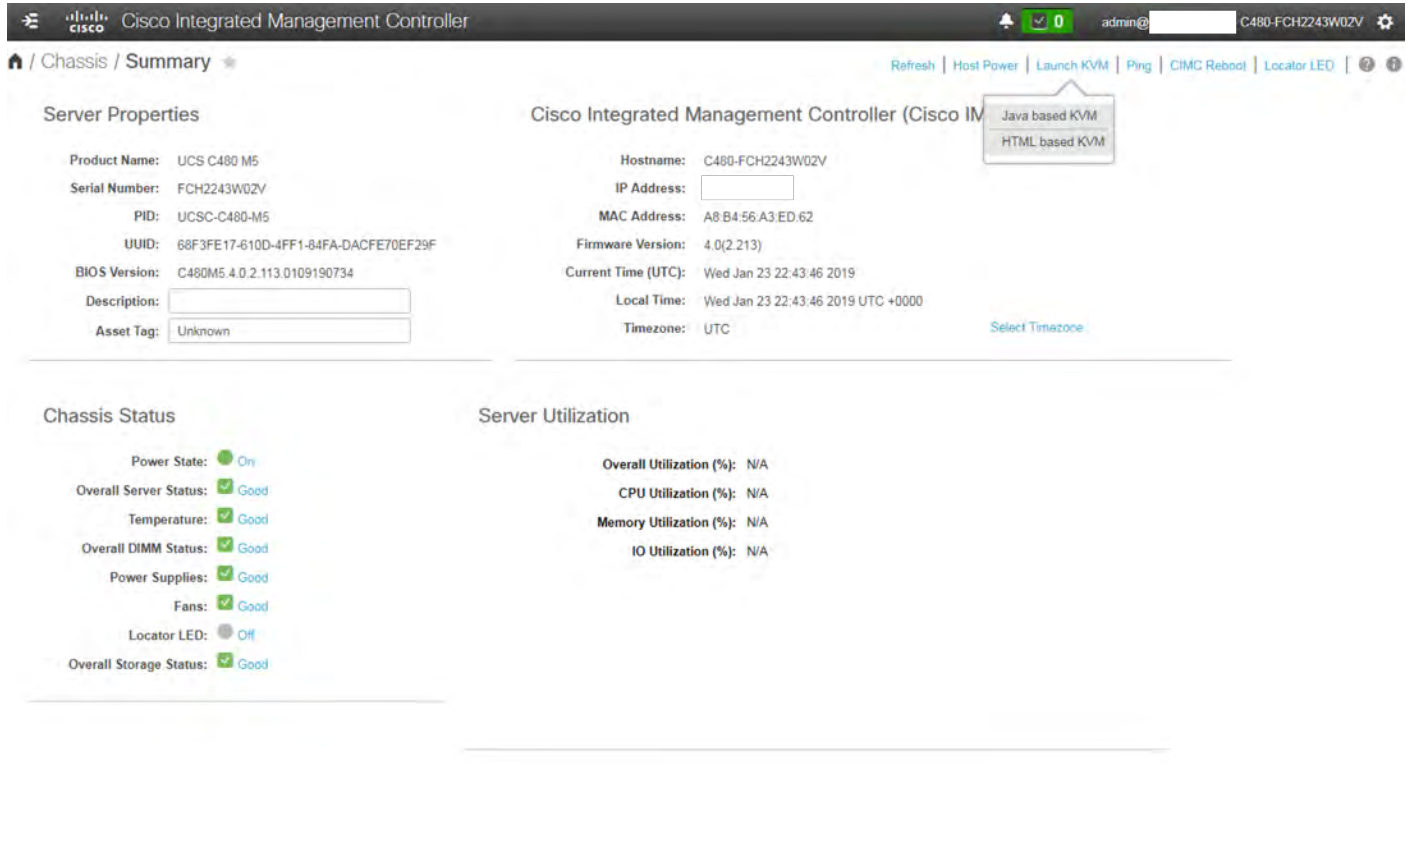 cisco Cisco Integrated Management Controller 0 admin@ C480-FCH2243W02V
/ Chassis / Summary
Refresh | Host Power | Launch KVM | Ping | CIMC Reboot | Locator LED |
Java based KVM
HTML based KVM
Server Properties
Product Name: UCS C480 M5
Serial Number: FCH2243W02V
PID: UCSC-C480-M5
UUID: 68F3FE17-610D-4FF1-84FA-DACFE70EF29F
BIOS Version: C480M5.4.0.2.113.0109190734
Description:
Asset Tag: Unknown
Cisco Integrated Management Controller (Cisco IM
Hostname: C480-FCH2243W02V
IP Address:
MAC Address: A8:B4:56:A3:ED:62
Firmware Version: 4.0(2.213)
Current Time (UTC): Wed Jan 23 22:43:46 2019
Local Time: Wed Jan 23 22:43:46 2019 UTC +0000
Timezone: UTC Select Timezone
Chassis Status
Power State: On
Overall Server Status: Good
Temperature: Good
Overall DIMM Status: Good
Power Supplies: Good
Fans: Good
Locator LED: Off
Overall Storage Status: Good
Server Utilization
Overall Utilization (%): N/A
CPU Utilization (%): N/A
Memory Utilization (%): N/A
IO Utilization (%): N/A